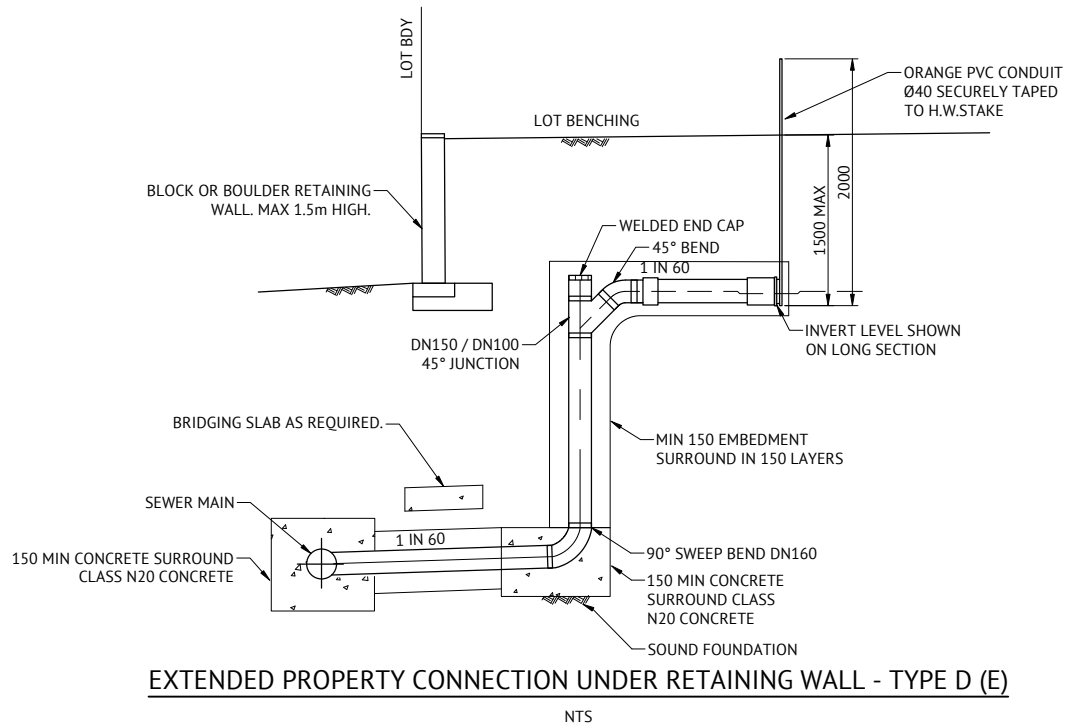 LOT BDY
ORANGE PVC CONDUIT
Ø40 SECURELY TAPED
TO H.W.STAKE
LOT BENCHING
BLOCK OR BOULDER RETAINING
WALL. MAX 1.5m HIGH.
1500 MAX
2000
WELDED END CAP
45° BEND
1 IN 60
DN150 / DN100
45° JUNCTION
INVERT LEVEL SHOWN
ON LONG SECTION
BRIDGING SLAB AS REQUIRED.
MIN 150 EMBEDMENT
SURROUND IN 150 LAYERS
SEWER MAIN
1 IN 60
150 MIN CONCRETE SURROUND
CLASS N20 CONCRETE
90° SWEEP BEND DN160
150 MIN CONCRETE
SURROUND CLASS
N20 CONCRETE
SOUND FOUNDATION
EXTENDED PROPERTY CONNECTION UNDER RETAINING WALL - TYPE D (E)
NTS